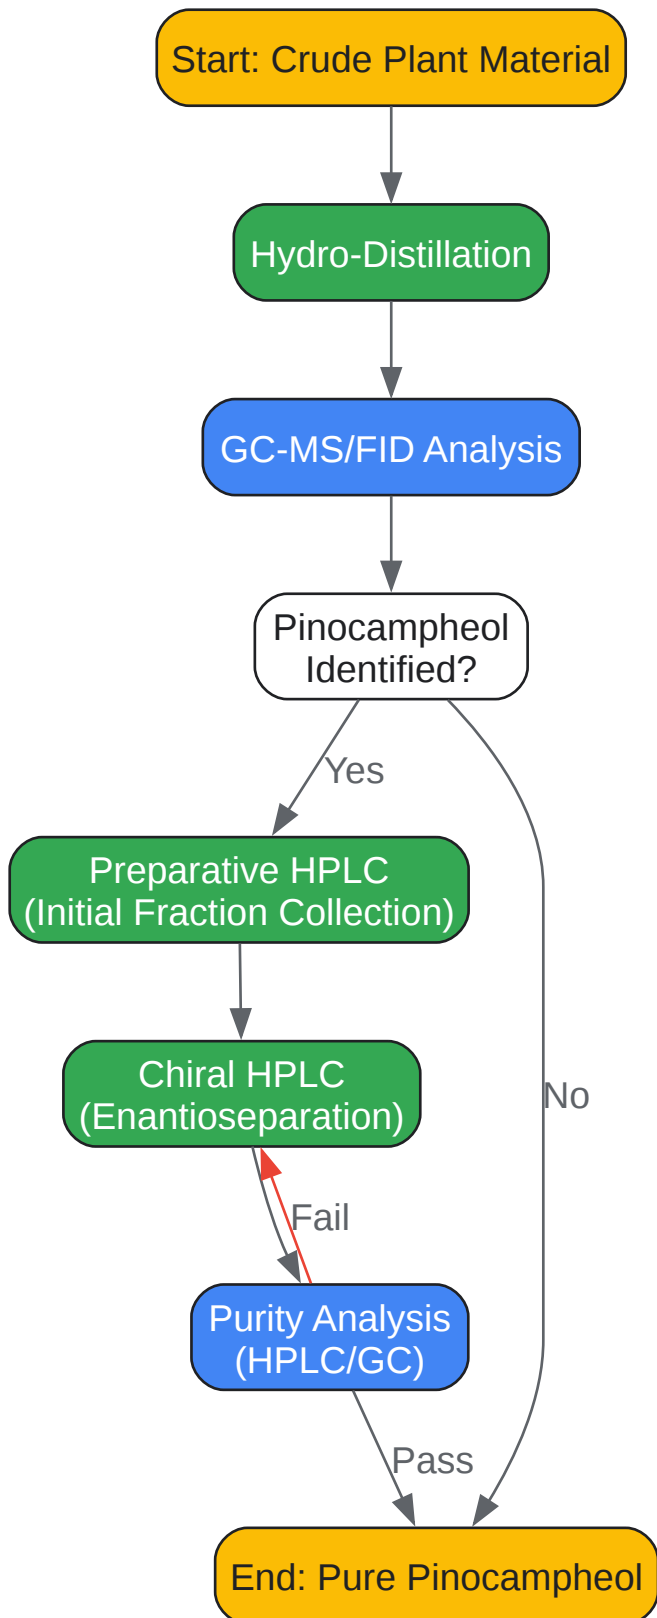 Start: Crude Plant Material
Hydro-Distillation
GC-MS/FID Analysis
Pinocampheol
Identified?
Yes
Preparative HPLC
(Initial Fraction Collection)
Chiral HPLC
(Enantioseparation)
No
Fail
Purity Analysis
(HPLC/GC)
Pass
End: Pure Pinocampheol